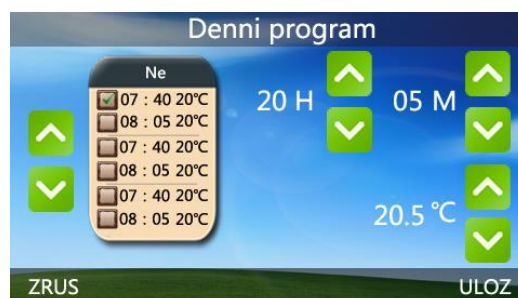 Denni program
Ne
07 : 40 20°C
08 : 05 20°C
07 : 40 20°C
08 : 05 20°C
07 : 40 20°C
08 : 05 20°C
20 H
05 M
20.5 °C
ZRUS
ULOZ